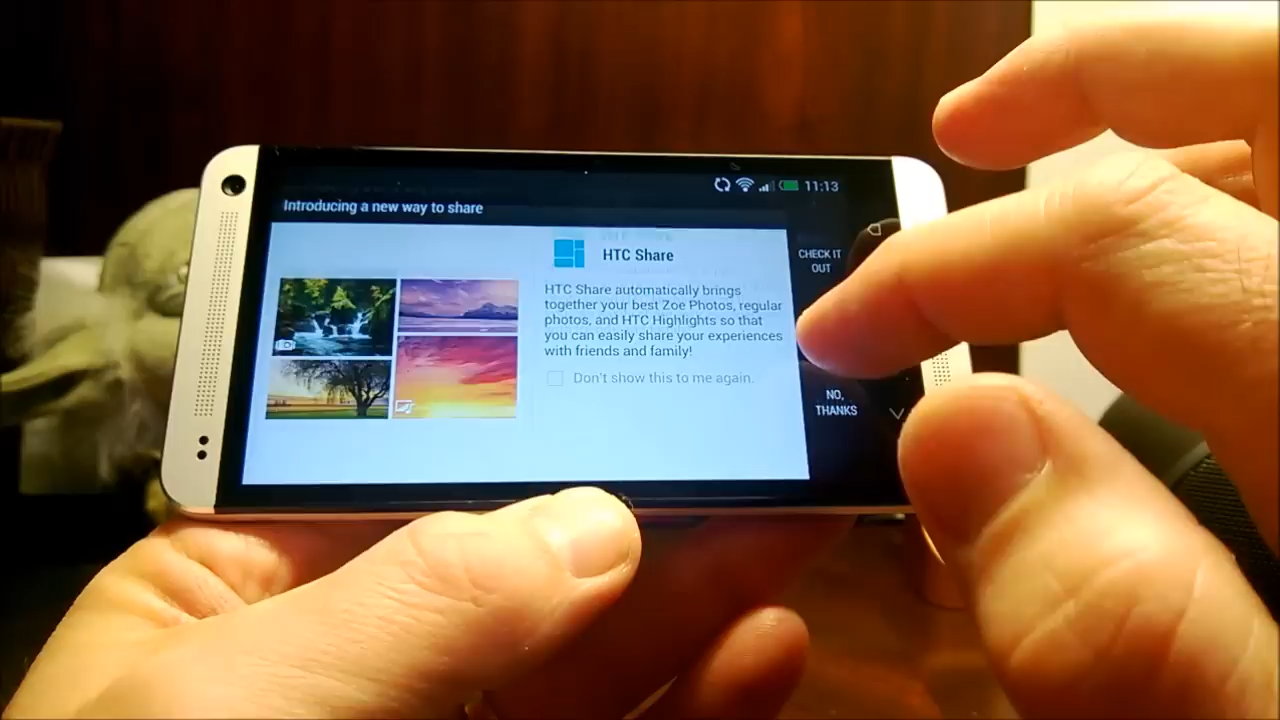 11:13
Introducing a new way to share
HTC Share
HTC Share automatically brings
together your best Zoe Photos, regular
photos, and HTC Highlights so that
you can easily share your experiences
with friends and family!
Don't show this to me again.
CHECK IT
OUT
NO,
THANKS